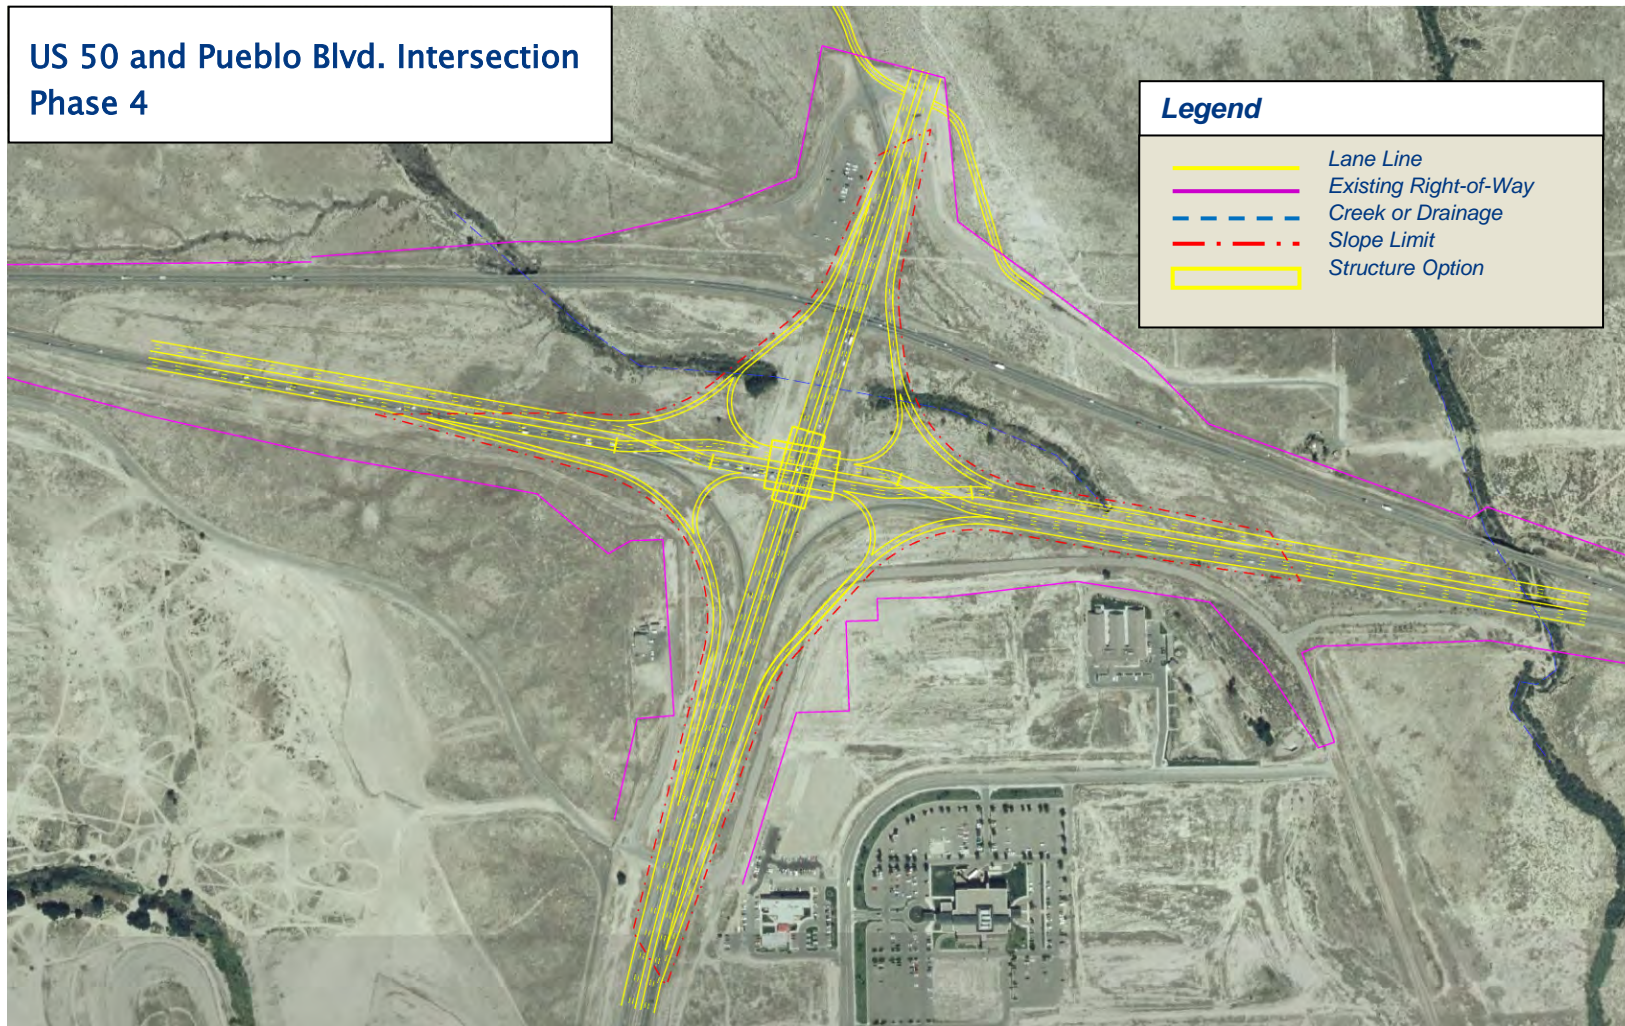 US 50 and Pueblo Blvd. Intersection
Phase 4
Legend
Lane Line
Existing Right-of-Way
Creek or Drainage
Slope Limit
Structure Option